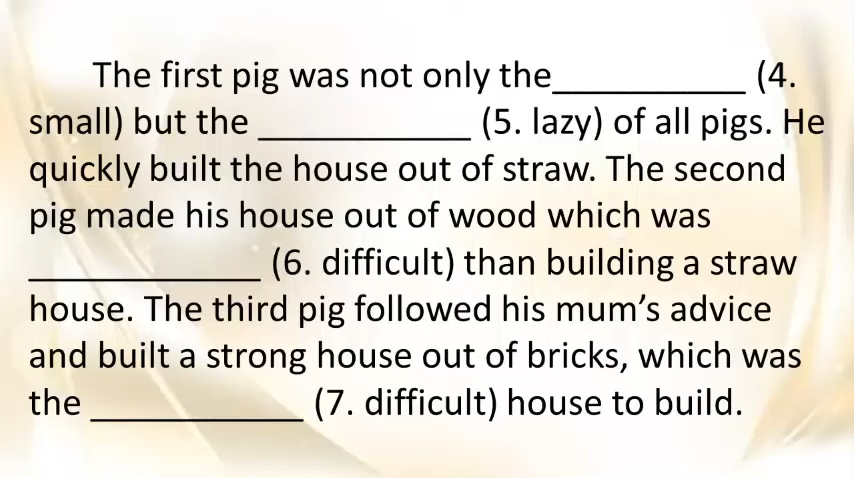 The first pig was not only the__________ (4.
small) but the ___________ (5. lazy) of all pigs. He
quickly built the house out of straw. The second
pig made his house out of wood which was
____________ (6. difficult) than building a straw
house. The third pig followed his mum’s advice
and built a strong house out of bricks, which was
the ___________ (7. difficult) house to build.